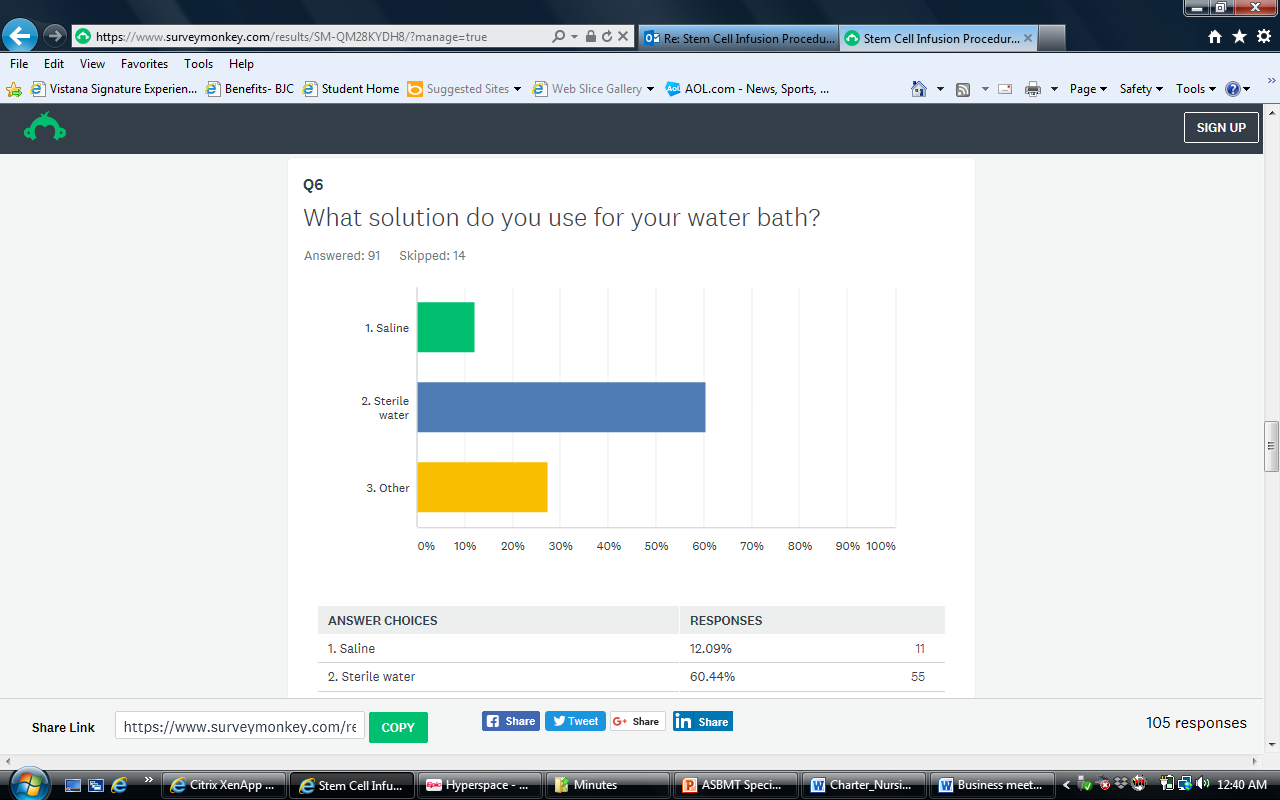 https://www.surveymonkey.com/results/SM-QM28KYDH8/?manage=true
Re: Stem Cell Infusion Procedu...
Stem Cell Infusion Procedur...
File Edit View Favorites Tools Help
Vistana Signature Experien... Benefits- BJC Student Home Suggested Sites Web Slice Gallery AOL.com - News, Sports, ... Page Safety Tools
SIGN UP
Q6
What solution do you use for your water bath?
Answered: 91 Skipped: 14
1. Saline
2. Sterile
water
3. Other
0% 10% 20% 30% 40% 50% 60% 70% 80% 90% 100%
ANSWER CHOICES RESPONSES
1. Saline 12.09% 11
2. Sterile water 60.44% 55
Share Link https://www.surveymonkey.com/re COPY Share Tweet G+ Share in Share 105 responses
Citrix XenApp ... Stem Cell Infu... Epic Hyperspace - ... Minutes ASBMT Speci... Charter_Nursi... Business meet... 12:40 AM